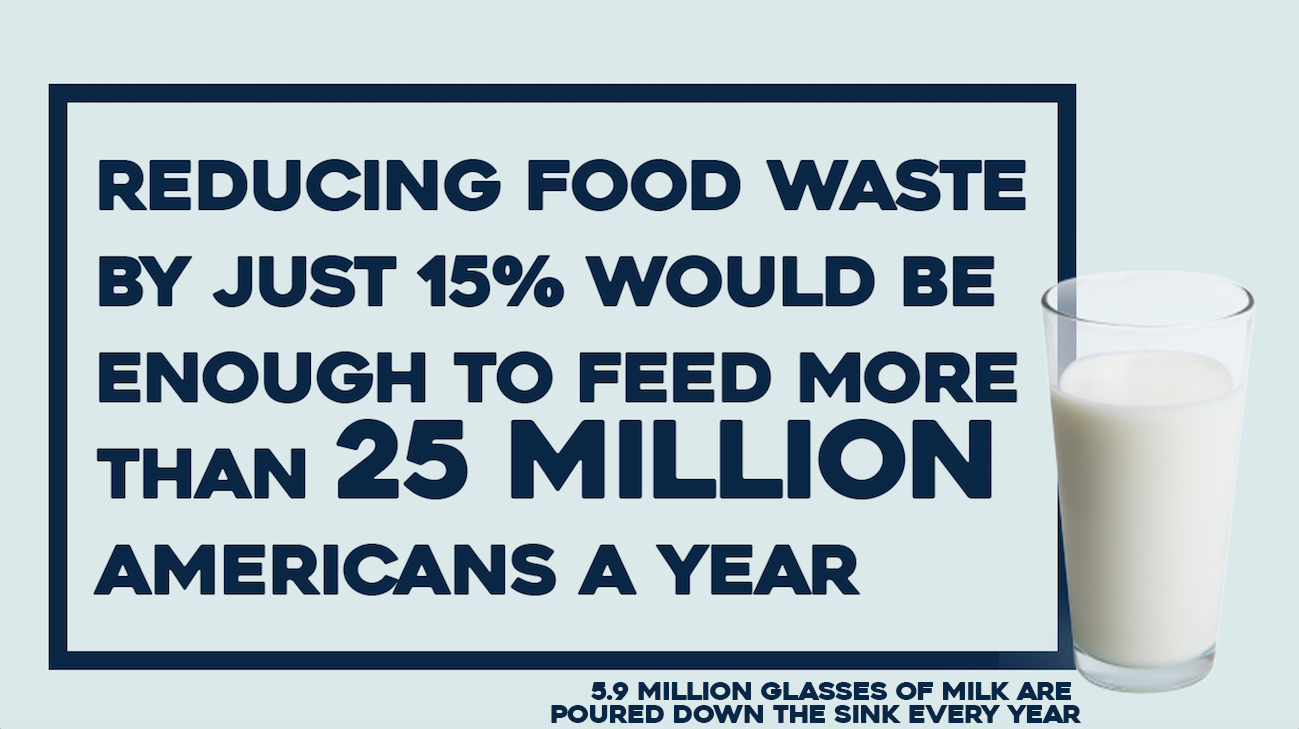 REDUCING FOOD WASTE
BY JUST 15% WOULD BE
ENOUGH TO FEED MORE
THAN 25 MILLION
AMERICANS A YEAR
5.9 MILLION GLASSES OF MILK ARE
POURED DOWN THE SINK EVERY YEAR